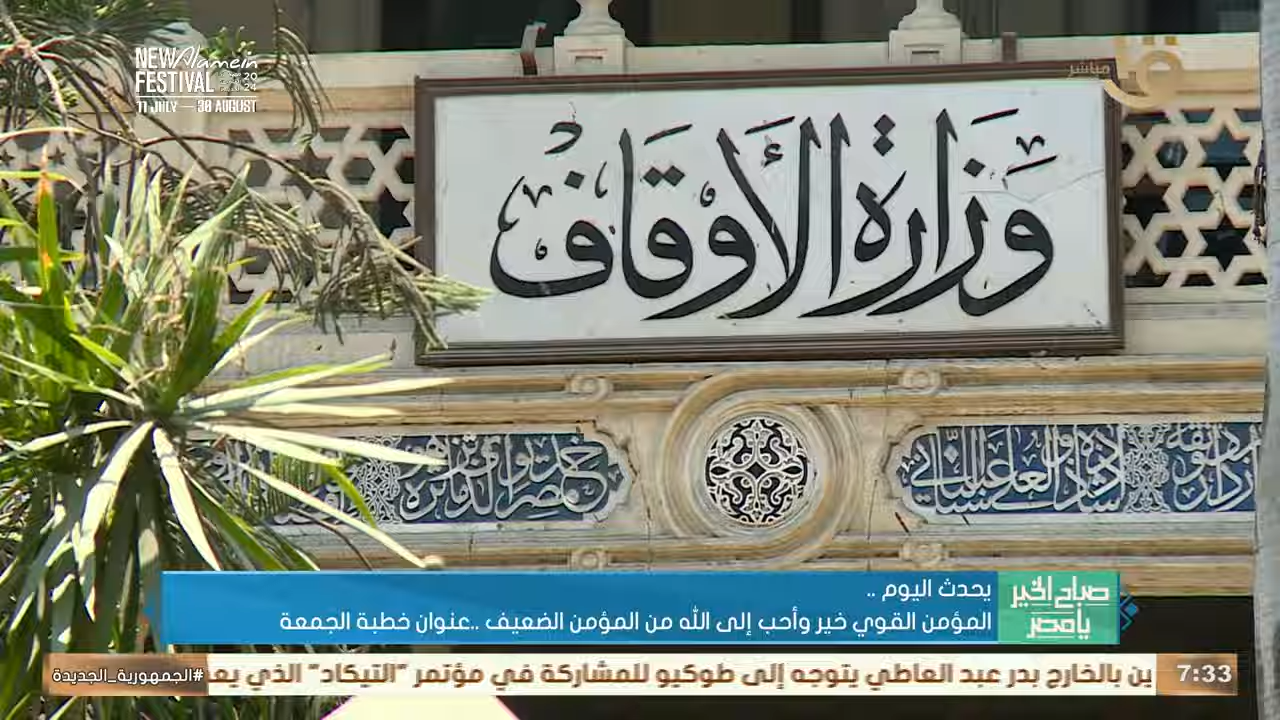 NEW Alamein
FESTIVAL 2024
11 JULY — 30 AUGUST
مباشر
وزارة الأوقاف
صباح الخير
يا مصر
يحدث اليوم ..
المؤمن القوي خير وأحب إلى الله من المؤمن الضعيف ..عنوان خطبة الجمعة
7:33
ين بالخارج بدر عبد العاطي يتوجه إلى طوكيو للمشاركة في مؤتمر "التيكاد" الذي يعا
#الجمهورية_الجديدة